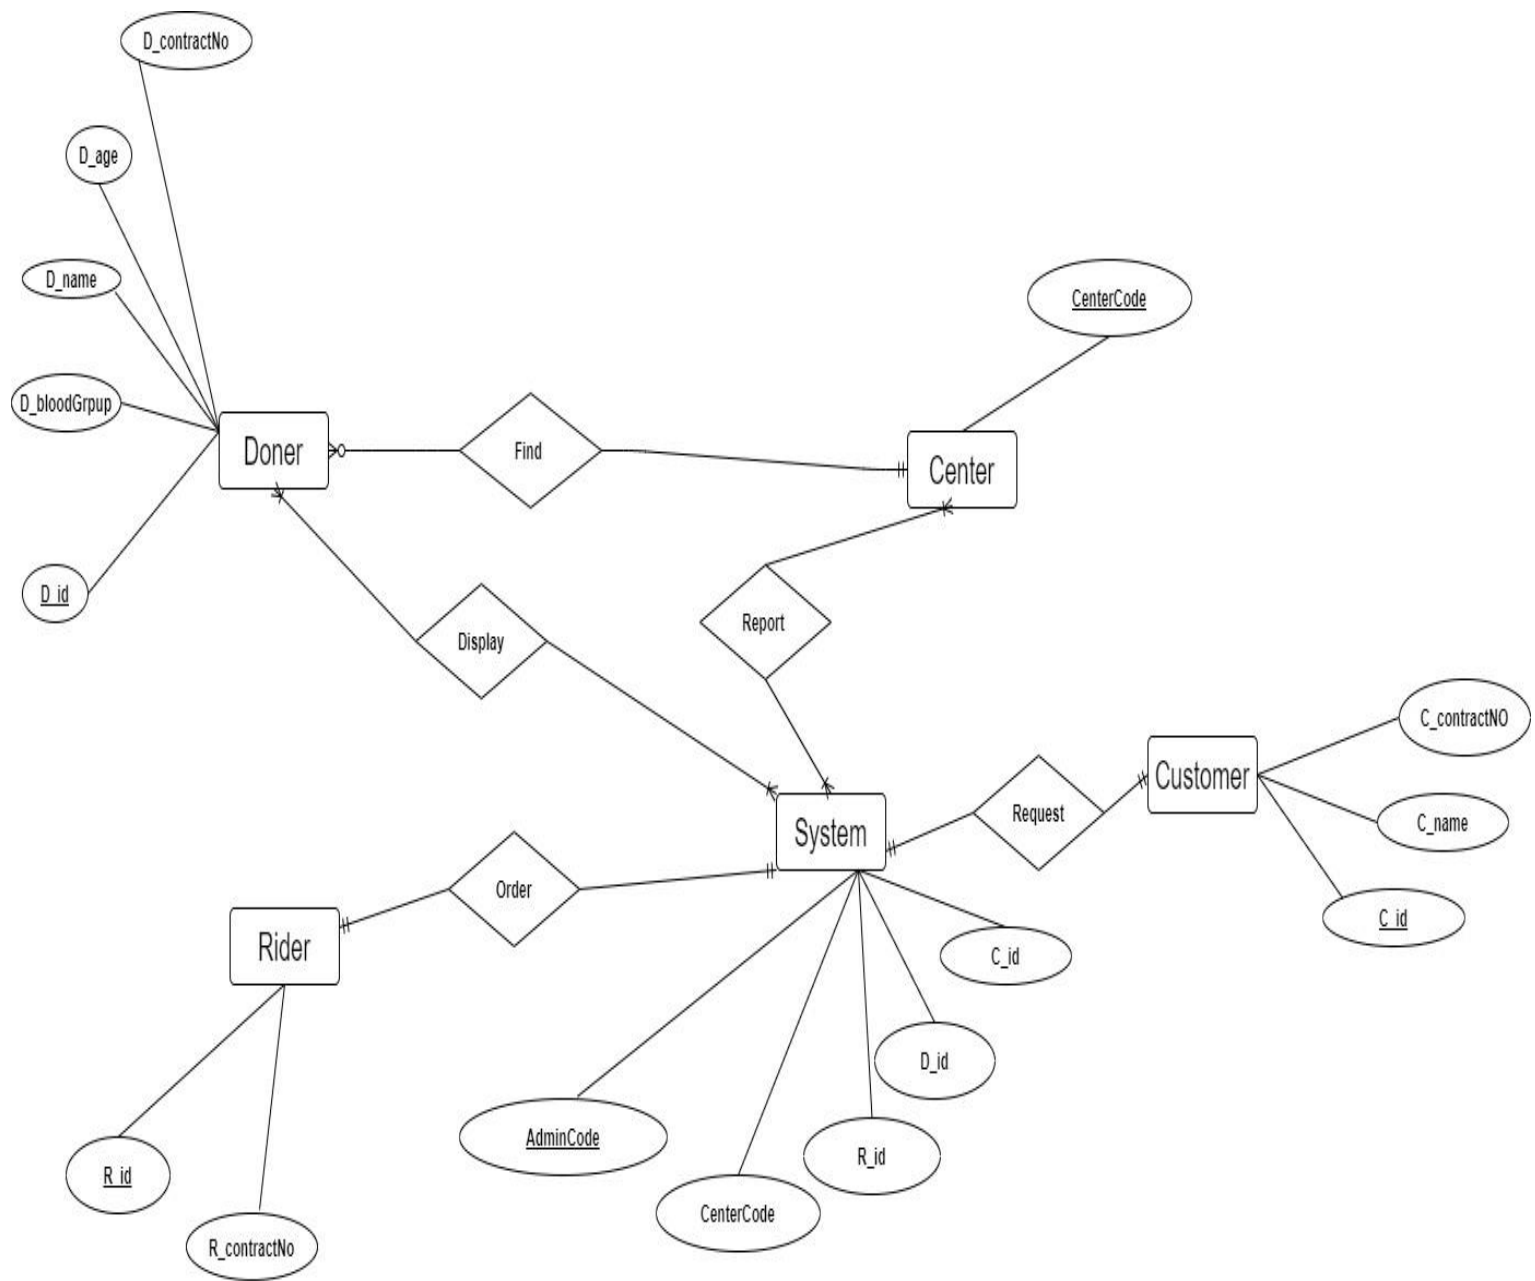 D_contractNo
D_age
D_name
CenterCode
D_bloodGrpup
Doner
Find
Center
D_id
Report
Display
C_contractNO
Customer
Request
System
C_name
Order
C_id
Rider
C_id
D_id
AdminCode
R_id
R_id
CenterCode
R_contractNo